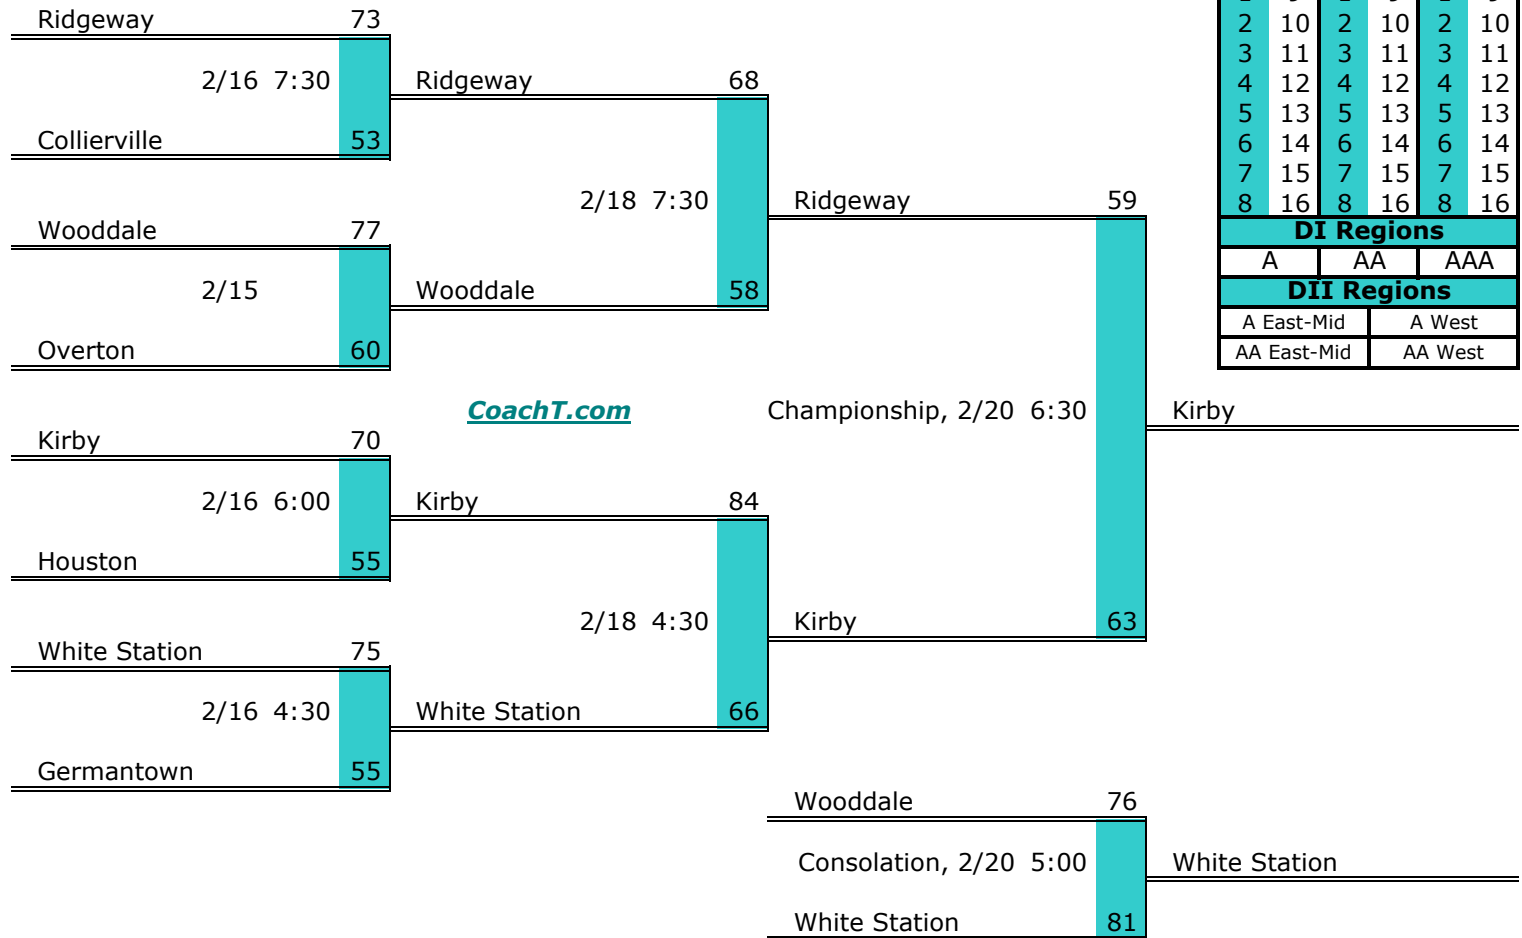 Ridgeway 73
2/16 7:30
Collierville 53
Ridgeway 68
Wooddale 77
2/15
Overton 60
2/18 7:30
Wooddale 58
Ridgeway 59
CoachT.com
Championship, 2/20 6:30
Kirby
Kirby 70
2/16 6:00
Houston 55
Kirby 84
White Station 75
2/16 4:30
Germantown 55
2/18 4:30
White Station 66
Kirby 63
Wooddale 76
Consolation, 2/20 5:00
White Station
White Station 81
2 10 2 10 2 10
3 11 3 11 3 11
4 12 4 12 4 12
5 13 5 13 5 13
6 14 6 14 6 14
7 15 7 15 7 15
8 16 8 16 8 16
DI Regions
A AA AAA
DII Regions
A East-Mid A West
AA East-Mid AA West